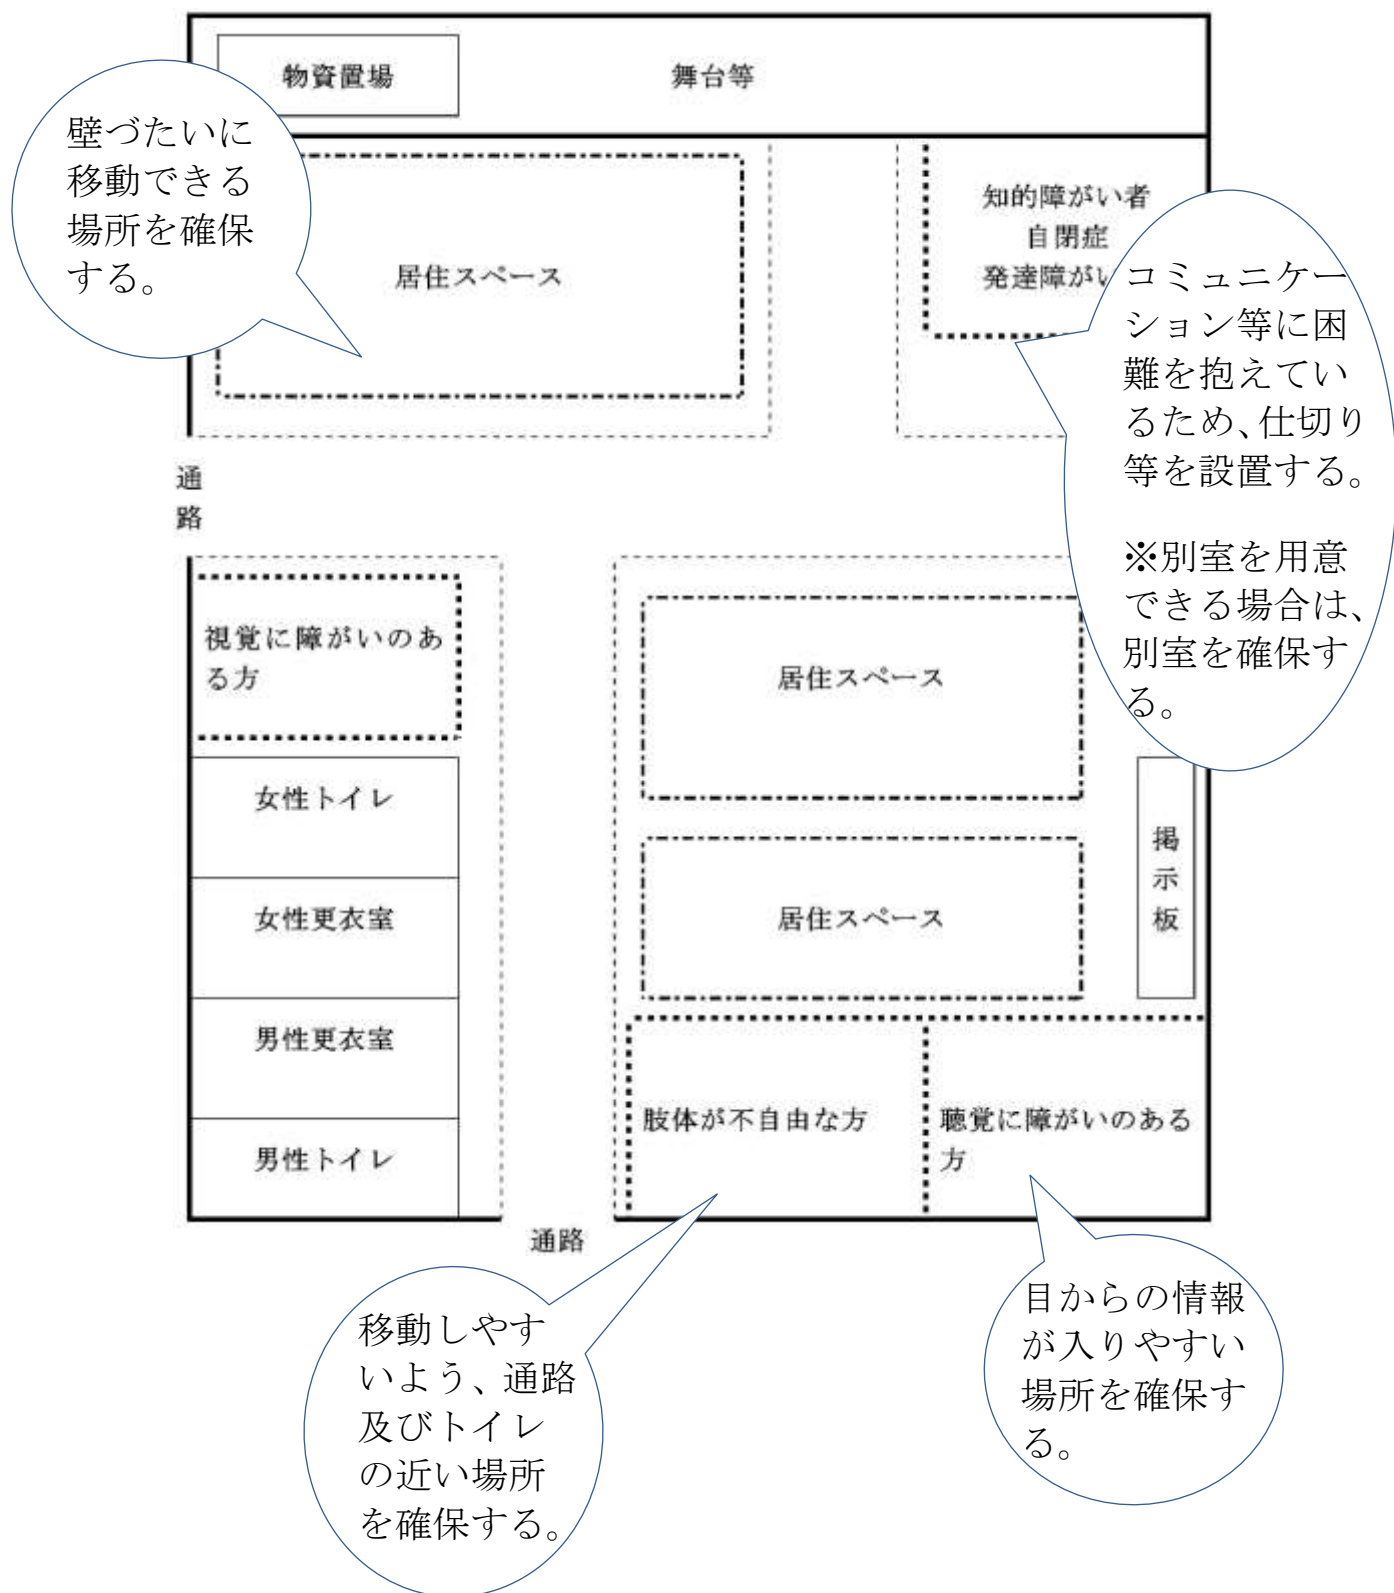 物資置場
舞台等
壁づたいに
移動できる
場所を確保
する。
居住スペース
知的障がい者
自閉症
発達障がい
コミュニケー
ション等に困
難を抱えてい
るため、仕切り
等を設置する。
※別室を用意
できる場合は、
別室を確保す
る。
通
路
視覚に障がいのあ
る方
居住スペース
女性トイレ
女性更衣室
居住スペース
掲
示
板
男性更衣室
男性トイレ
肢体が不自由な方
聴覚に障がいのある
方
通路
移動しやす
いよう、通路
及びトイレ
の近い場所
を確保する。
目からの情報
が入りやすい
場所を確保す
る。